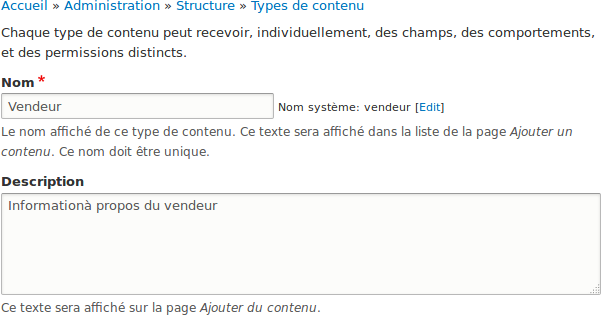 Accueil » Administration » Structure » Types de contenu
Chaque type de contenu peut recevoir, individuellement, des champs, des comportements,
et des permissions distincts.
Nom *
Vendeur Nom système: vendeur [Edit]
Le nom affiché de ce type de contenu. Ce texte sera affiché dans la liste de la page Ajouter un
contenu. Ce nom doit être unique.
Description
Informationà propos du vendeur
Ce texte sera affiché sur la page Ajouter du contenu.